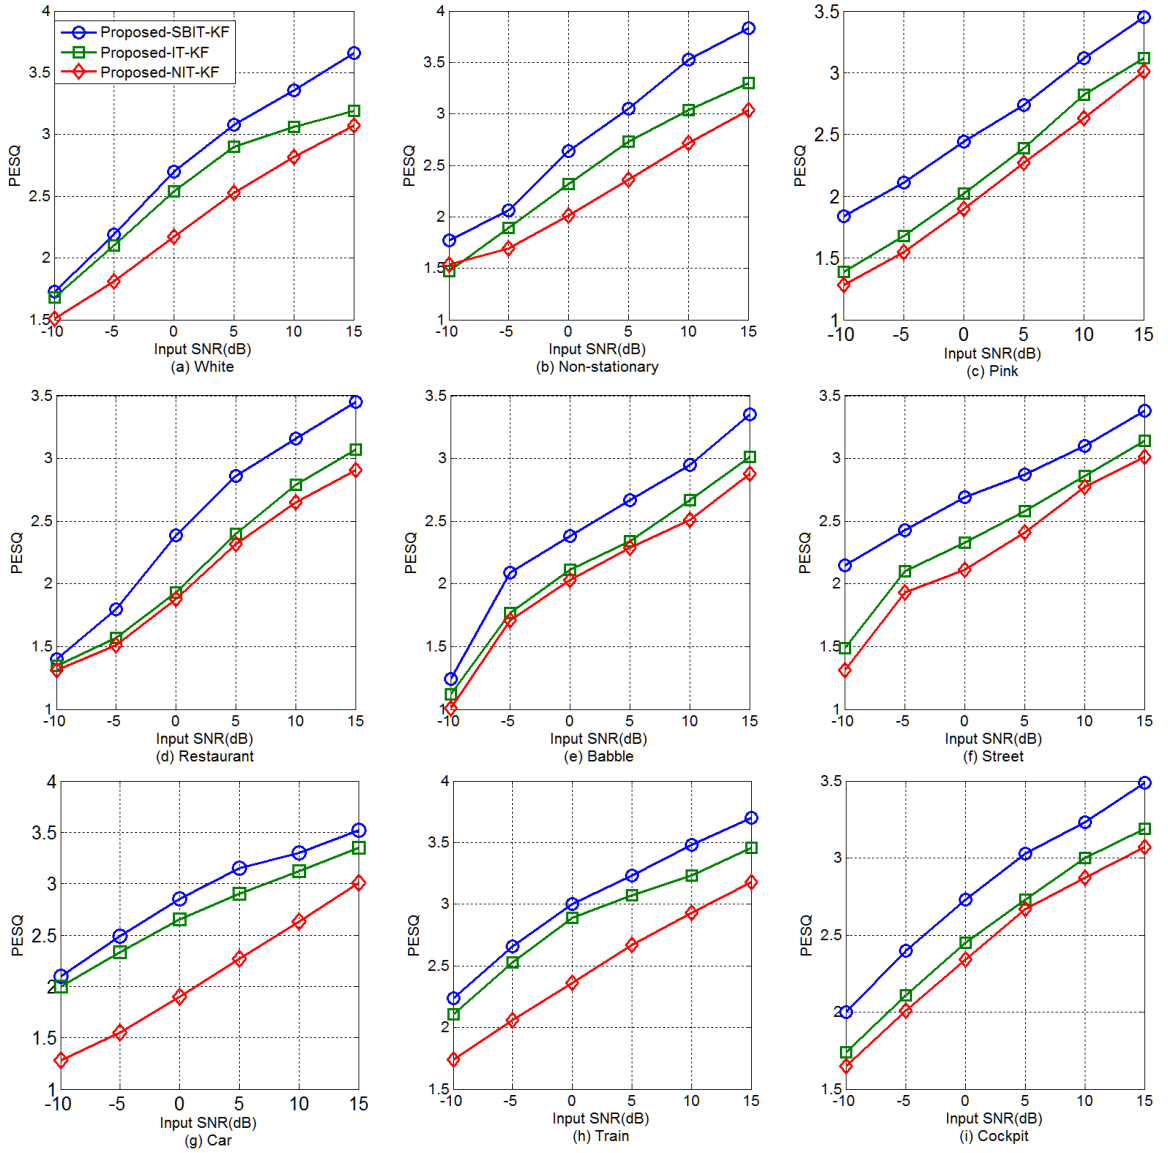 4
Proposed-SBIT-KF
Proposed-IT-KF
Proposed-NIT-KF
3.5
3
2.5
2
1.5
PESQ
-10 -5 0 5 10 15
Input SNR(dB)
(a) White
4
3.5
3
2.5
2
1.5
1
PESQ
-10 -5 0 5 10 15
Input SNR(dB)
(b) Non-stationary
3.5
3
2.5
2
1.5
1
PESQ
-10 -5 0 5 10 15
Input SNR(dB)
(c) Pink
3.5
3
2.5
2
1.5
1
PESQ
-10 -5 0 5 10 15
Input SNR(dB)
(d) Restaurant
3.5
3
2.5
2
1.5
1
PESQ
-10 -5 0 5 10 15
Input SNR(dB)
(e) Babble
3.5
3
2.5
2
1.5
1
PESQ
-10 -5 0 5 10 15
Input SNR(dB)
(f) Street
4
3.5
3
2.5
2
1.5
1
PESQ
-10 -5 0 5 10 15
Input SNR(dB)
(g) Car
4
3.5
3
2.5
2
1.5
PESQ
-10 -5 0 5 10 15
Input SNR(dB)
(h) Train
3.5
3
2.5
2
1.5
PESQ
-10 -5 0 5 10 15
Input SNR(dB)
(i) Cockpit